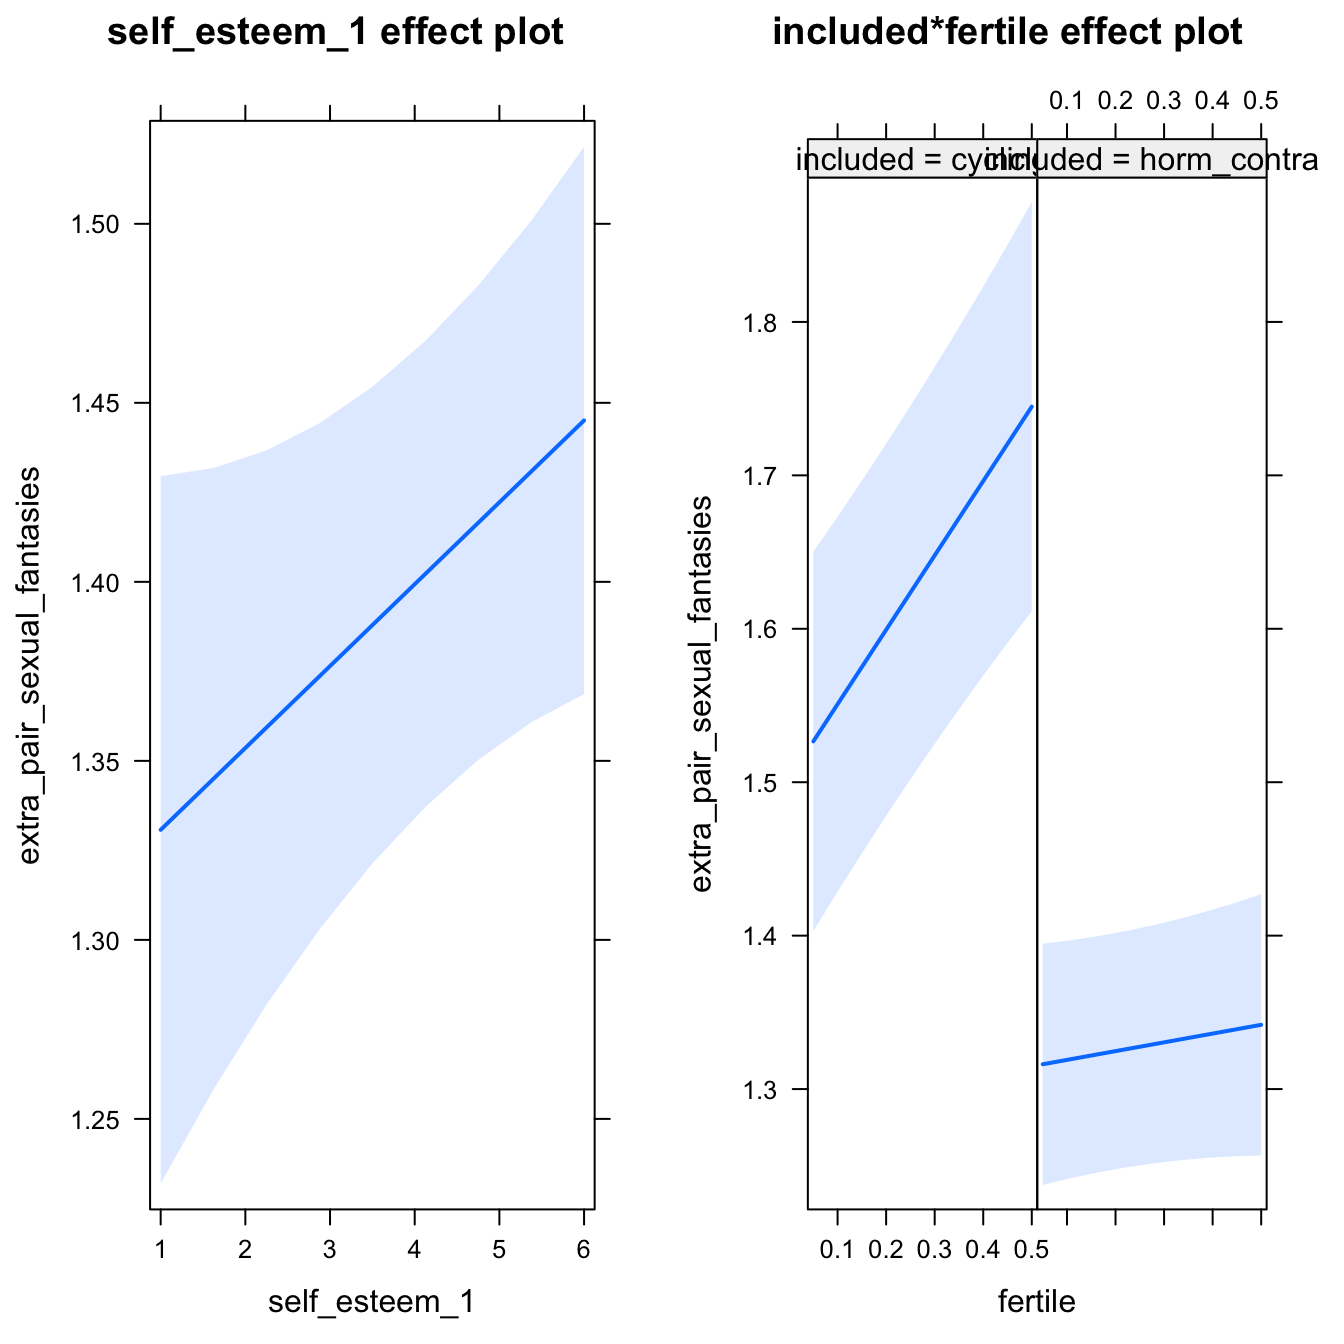 self_esteem_1 effect plot
extra_pair_sexual_fantasies
1.50
1.45
1.40
1.35
1.30
1.25
1 2 3 4 5 6
self_esteem_1
included*fertile effect plot
0.1 0.2 0.3 0.4 0.5
included = included = horm_contra
extra_pair_sexual_fantasies
1.8
1.7
1.6
1.5
1.4
1.3
0.1 0.2 0.3 0.4 0.5
fertile